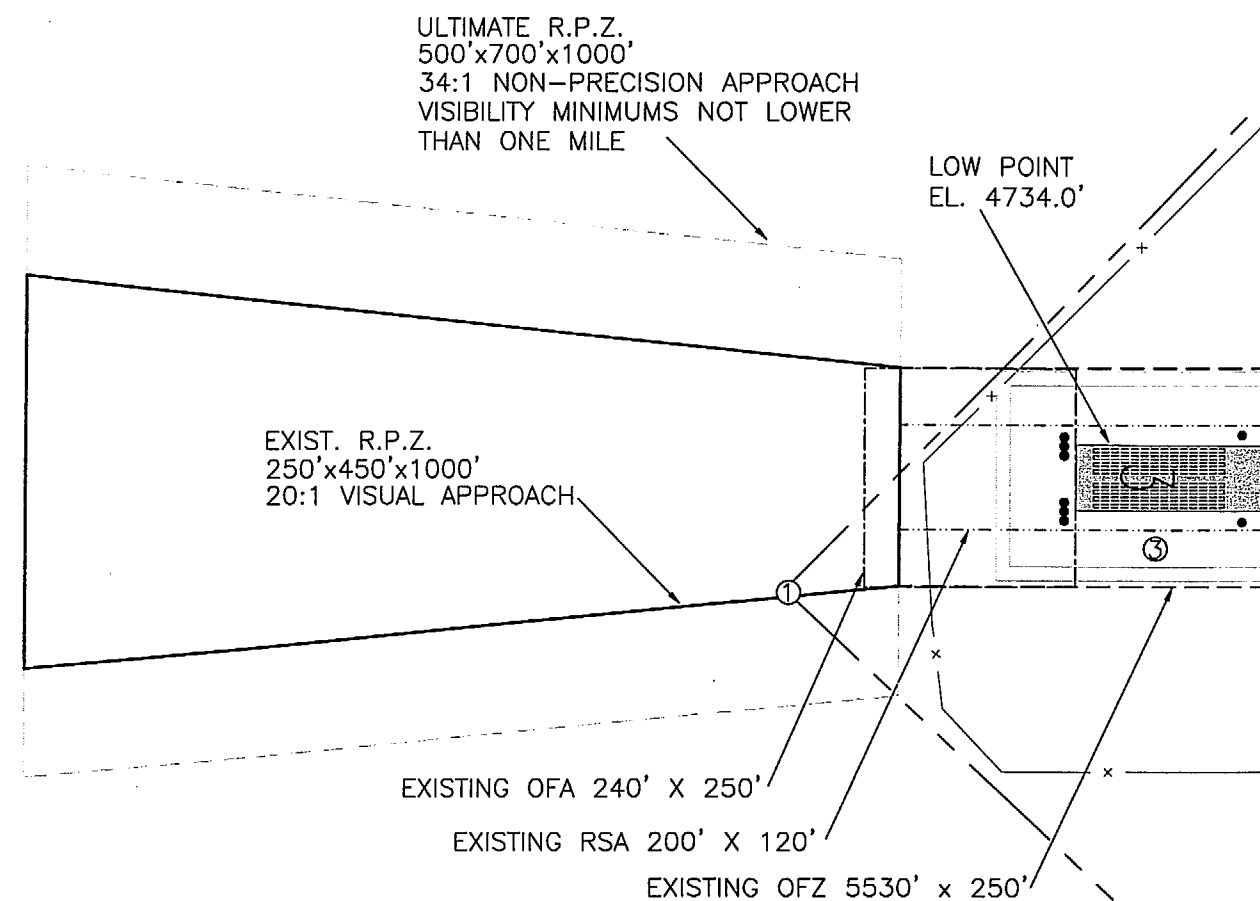 ULTIMATE R.P.Z.
500'x700'x1000'
34:1 NON-PRECISION APPROACH
VISIBILITY MINIMUMS NOT LOWER
THAN ONE MILE
LOW POINT
EL. 4734.0'
EXIST. R.P.Z.
250'x450'x1000'
20:1 VISUAL APPROACH
2
3
1
EXISTING OFA 240' X 250'
EXISTING RSA 200' X 120'
EXISTING OFZ 5530' x 250'